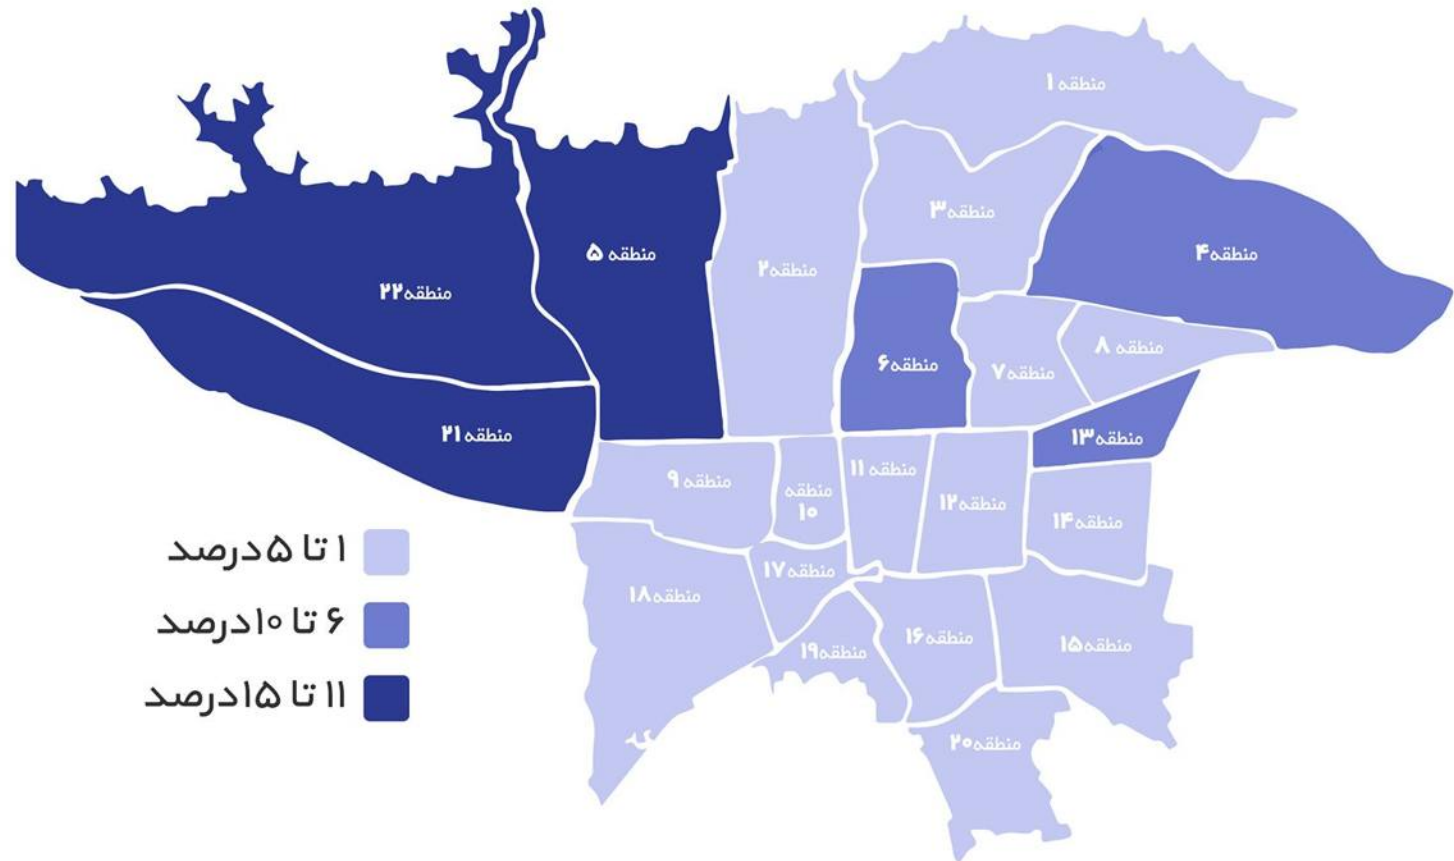 منطقه ۱
منطقه ۳
منطقه ۴
منطقه ۵
منطقه ۲
منطقه ۲۲
منطقه ۸
منطقه ۶
منطقه ۷
منطقه ۲۱
منطقه ۱۳
منطقه ۱۱
منطقه ۹
منطقه
۱۰
منطقه ۱۲
منطقه ۱۴
منطقه ۱۷
منطقه ۱۸
منطقه ۱۶
منطقه ۱۵
منطقه ۱۹
منطقه ۲۰
۱ تا ۵ درصد
۶ تا ۱۰ درصد
۱۱ تا ۱۵ درصد